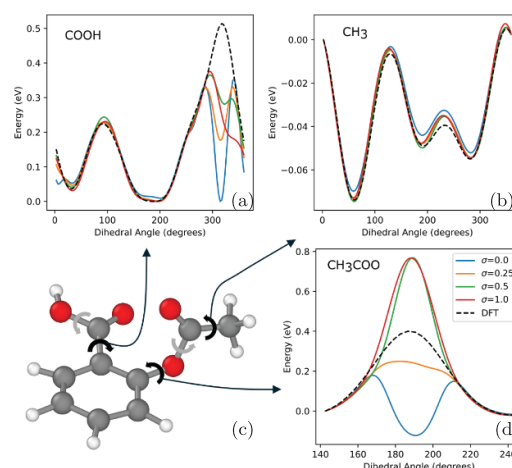 COOH
Energy (eV)
0.5
0.4
0.3
0.2
0.1
0.0
0
100
200
300
Dihedral Angle (degrees)
(a)
CH3
Energy (eV)
0.00
−0.02
−0.04
−0.06
0
100
200
300
Dihedral Angle (degrees)
(b)
(c)
CH3COO
Energy (eV)
0.8
0.6
0.4
0.2
0.0
140
160
180
200
220
240
Dihedral Angle (degrees)
σ=0.0
σ=0.25
σ=0.5
σ=1.0
DFT
(d)